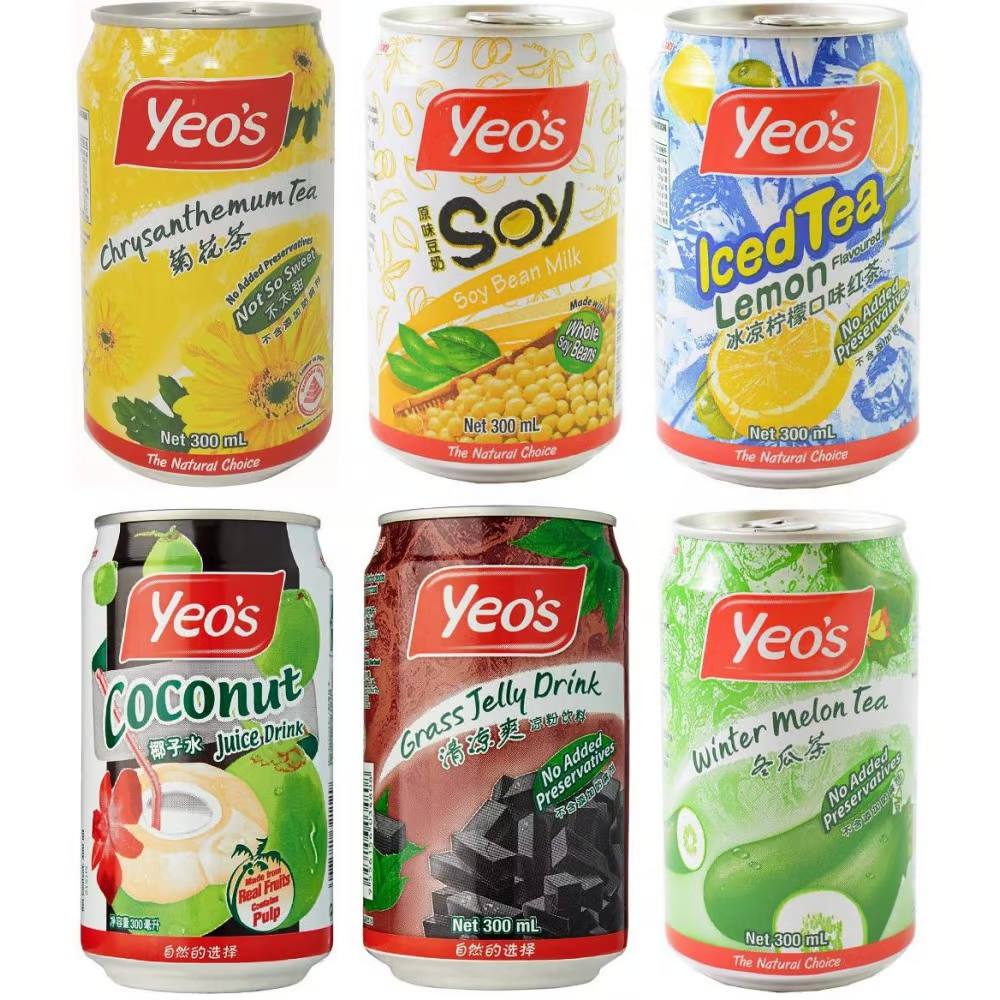 Yeo's
Chrysanthemum Tea
菊花茶
No Added Preservatives
Not So Sweet
不太甜
Net 300 mL
The Natural Choice
Yeo's
原味豆奶
Soy
Soy Bean Milk
Made with
Whole
Soy Beans
Net 300 mL
The Natural Choice
Yeo's
Iced Tea
Lemon Flavoured
冰凉柠檬口味红茶
No Added
Preservatives
Net 300 mL
The Natural Choice
Yeo's
Coconut
椰子水 Juice Drink
Made from
Real Fruits
Contains
Pulp
净容量300毫升
自然的选择
Yeo's
Grass Jelly Drink
清凉爽 凉粉饮料
No Added
Preservatives
Net 300 mL
自然的选择
Yeo's
Winter Melon Tea
冬瓜茶
No Added
Preservatives
Net 300 mL
The Natural Choice